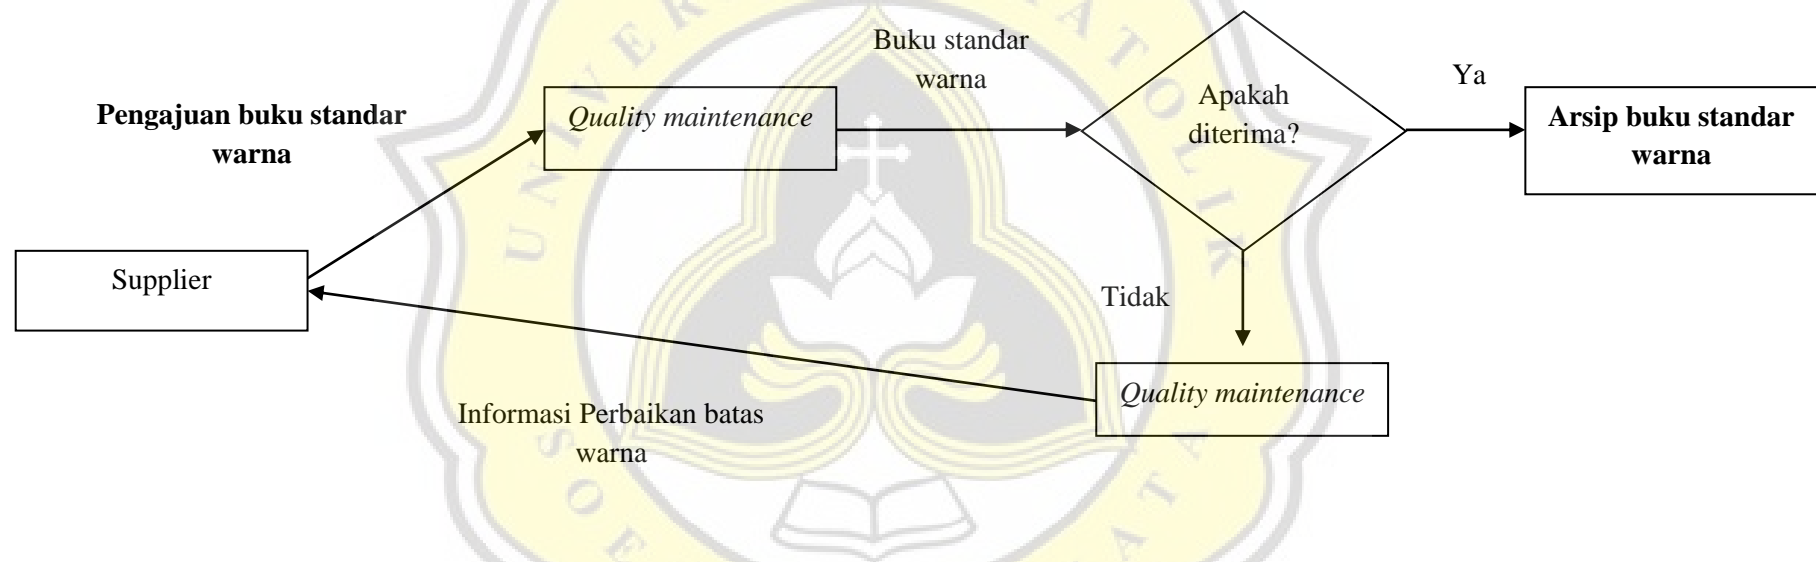 Buku standar
warna
Ya
Pengajuan buku standar
warna
Quality maintenance
Apakah
diterima?
Arsip buku standar
warna
Supplier
Tidak
Quality maintenance
Informasi Perbaikan batas
warna